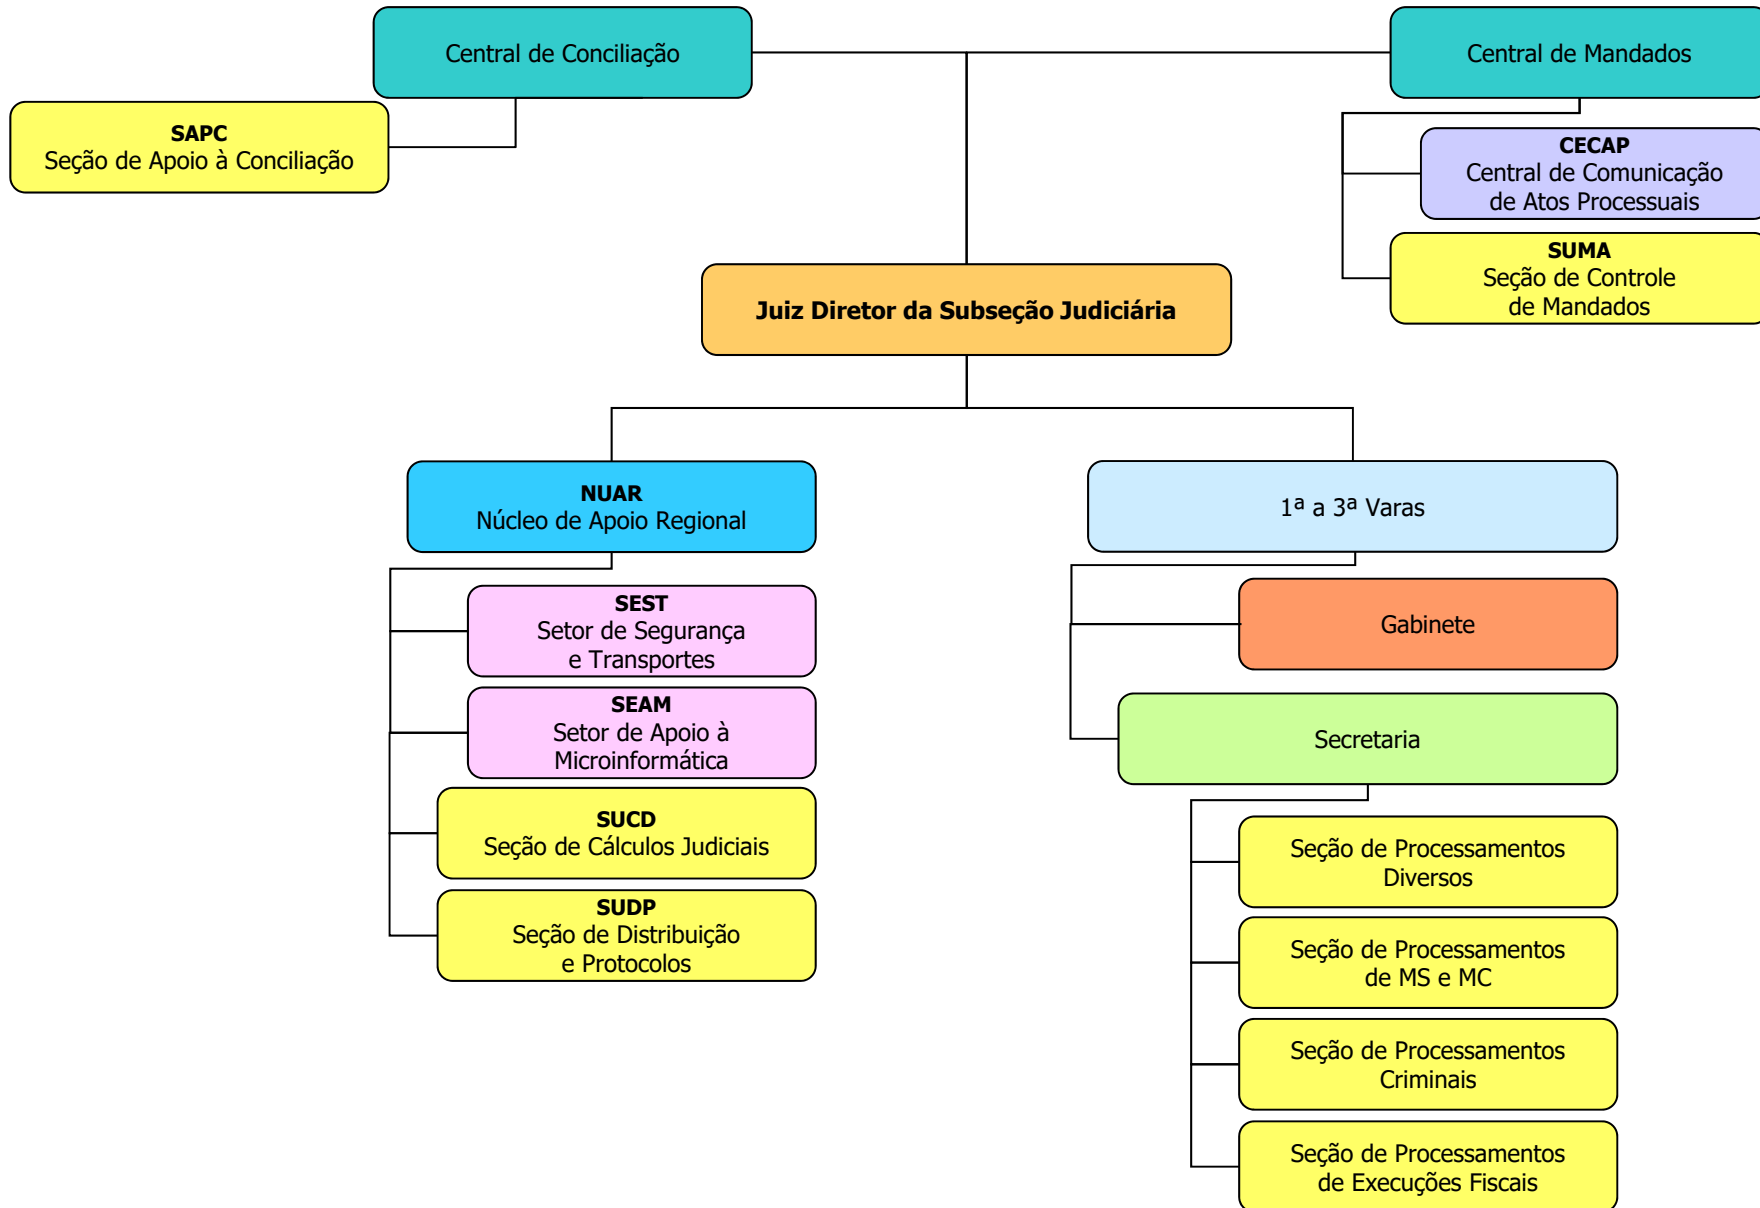 Central de Conciliação
Central de Mandados
SAPC
Seção de Apoio à Conciliação
CECAP
Central de Comunicação
de Atos Processuais
SUMA
Seção de Controle
de Mandados
Juiz Diretor da Subseção Judiciária
NUAR
Núcleo de Apoio Regional
SEST
Setor de Segurança
e Transportes
SEAM
Setor de Apoio à
Microinformática
SUCD
Seção de Cálculos Judiciais
SUDP
Seção de Distribuição
e Protocolos
1ª a 3ª Varas
Gabinete
Secretaria
Seção de Processamentos
Diversos
Seção de Processamentos
de MS e MC
Seção de Processamentos
Criminais
Seção de Processamentos
de Execuções Fiscais